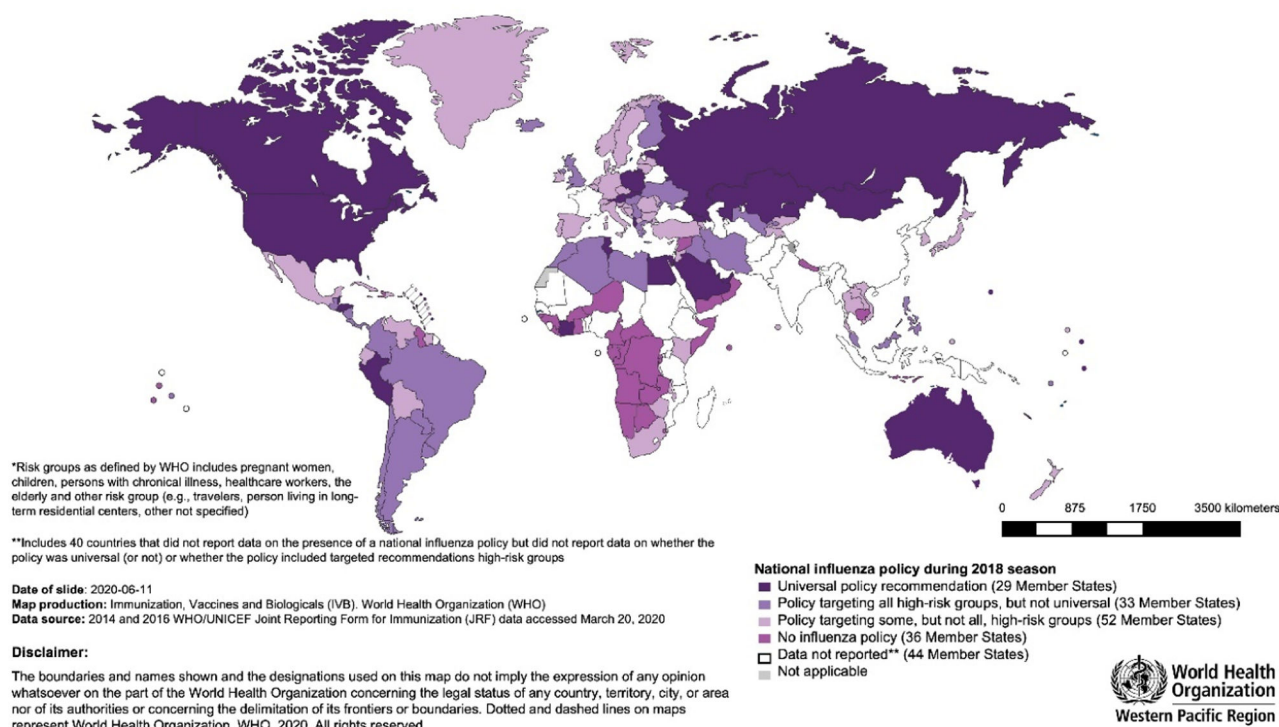 *Risk groups as defined by WHO includes pregnant women,
children, persons with chronical illness, healthcare workers, the
elderly and other risk group (e.g., travelers, person living in long-
term residential centers, other not specified)
**Includes 40 countries that did not report data on the presence of a national influenza policy but did not report data on whether the
policy was universal (or not) or whether the policy included targeted recommendations high-risk groups
Date of slide: 2020-06-11
Map production: Immunization, Vaccines and Biologicals (IVB). World Health Organization (WHO)
Data source: 2014 and 2016 WHO/UNICEF Joint Reporting Form for Immunization (JRF) data accessed March 20, 2020
Disclaimer:
The boundaries and names shown and the designations used on this map do not imply the expression of any opinion
whatsoever on the part of the World Health Organization concerning the legal status of any country, territory, city, or area
nor of its authorities or concerning the delimitation of its frontiers or boundaries. Dotted and dashed lines on maps
represent World Health Organization, WHO, 2020. All rights reserved
0 875 1750 3500 kilometers
National influenza policy during 2018 season
Universal policy recommendation (29 Member States)
Policy targeting all high-risk groups, but not universal (33 Member States)
Policy targeting some, but not all, high-risk groups (52 Member States)
No influenza policy (36 Member States)
Data not reported** (44 Member States)
Not applicable
World Health
Organization
Western Pacific Region